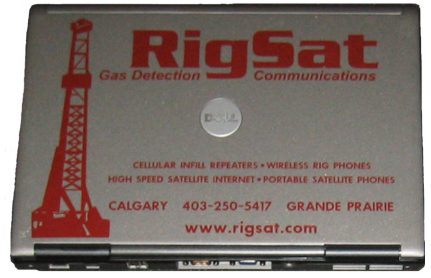 RigSat
Gas Detection Communications
DELL
CELLULAR INFILL REPEATERS • WIRELESS RIG PHONES
HIGH SPEED SATELLITE INTERNET • PORTABLE SATELLITE PHONES
CALGARY 403-250-5417 GRANDE PRAIRIE
www.rigsat.com